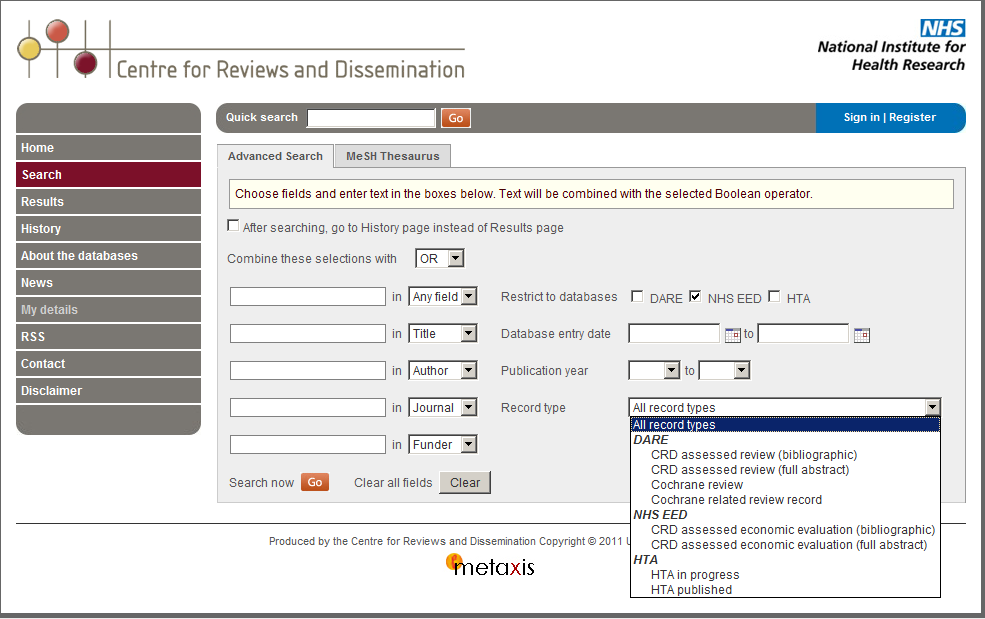 Centre for Reviews and Dissemination
NHS
National Institute for
Health Research
Quick search
Go
Sign in | Register
Home
Search
Results
History
About the databases
News
My details
RSS
Contact
Disclaimer
Advanced Search
MeSH Thesaurus
Choose fields and enter text in the boxes below. Text will be combined with the selected Boolean operator.
After searching, go to History page instead of Results page
Combine these selections with OR
in Any field Restrict to databases DARE NHS EED HTA
in Title Database entry date to
in Author Publication year to
in Journal Record type All record types
in Funder
Search now Go Clear all fields Clear
All record types
DARE
CRD assessed review (bibliographic)
CRD assessed review (full abstract)
Cochrane review
Cochrane related review record
NHS EED
CRD assessed economic evaluation (bibliographic)
CRD assessed economic evaluation (full abstract)
HTA
HTA in progress
HTA published
Produced by the Centre for Reviews and Dissemination Copyright © 2011
metaxis